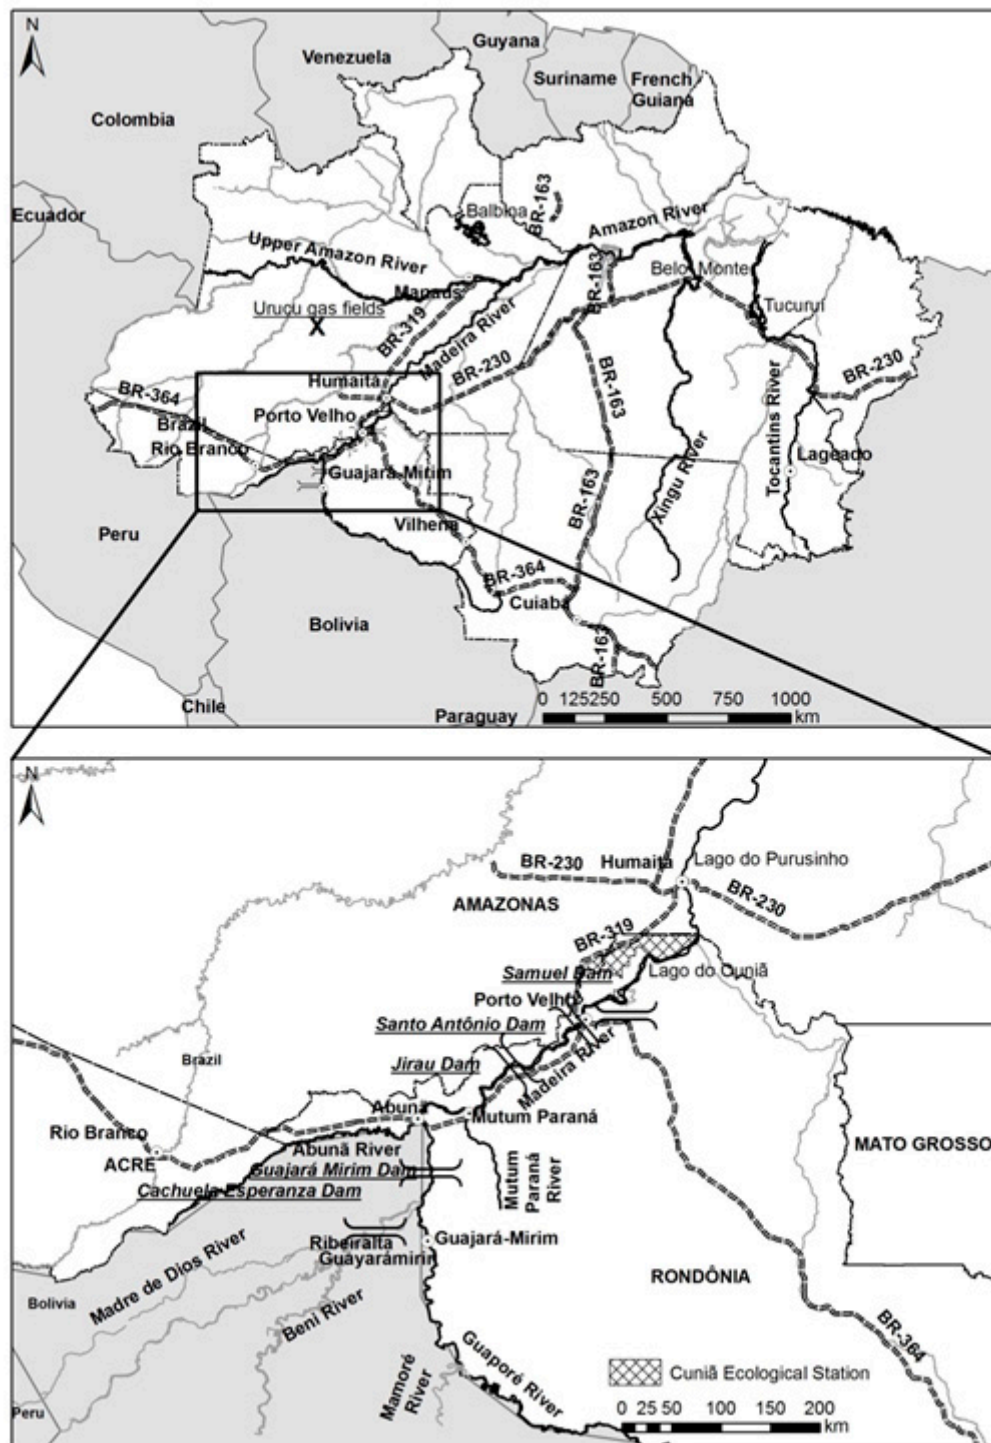 N
Venezuela
Guyana
Suriname
French
Guiana
Colombia
Ecuador
BR-163
Balbina
Amazon River
Upper Amazon River
Manaus
Belo Monte
BR-163
Tucuruí
Urucu gas fields
X
BR-319
Madeira River
BR-230
BR-230
Humaitá
BR-364
BR-163
Brazil
Porto Velho
Rio Branco
Guajará-Mirim
Xingu River
Tocantins River
Lageado
BR-163
Vilhena
Peru
BR-364
Cuiabá
Bolivia
BR-163
Chile
Paraguay
0 125250 500 750 1000
km
N
BR-230
Humaitá
Lago do Purusinho
BR-230
AMAZONAS
BR-319
Samuel Dam
Lago do Cuniã
Porto Velho
Santo Antônio Dam
Jirau Dam
Madeira River
Brazil
Abunã
Mutum Paraná
Rio Branco
ACRE
Abunã River
MATO GROSSO
Guajará Mirim Dam
Mutum
Paraná
River
Cachuela Esperanza Dam
Ribeiralta
Guajará-Mirim
Guayarámirin
Madre de Dios River
RONDÔNIA
Bolivia
Beni River
Mamoré
River
Guaporé River
BR-364
Cuniã Ecological Station
Peru
0 25 50 100 150 200
km